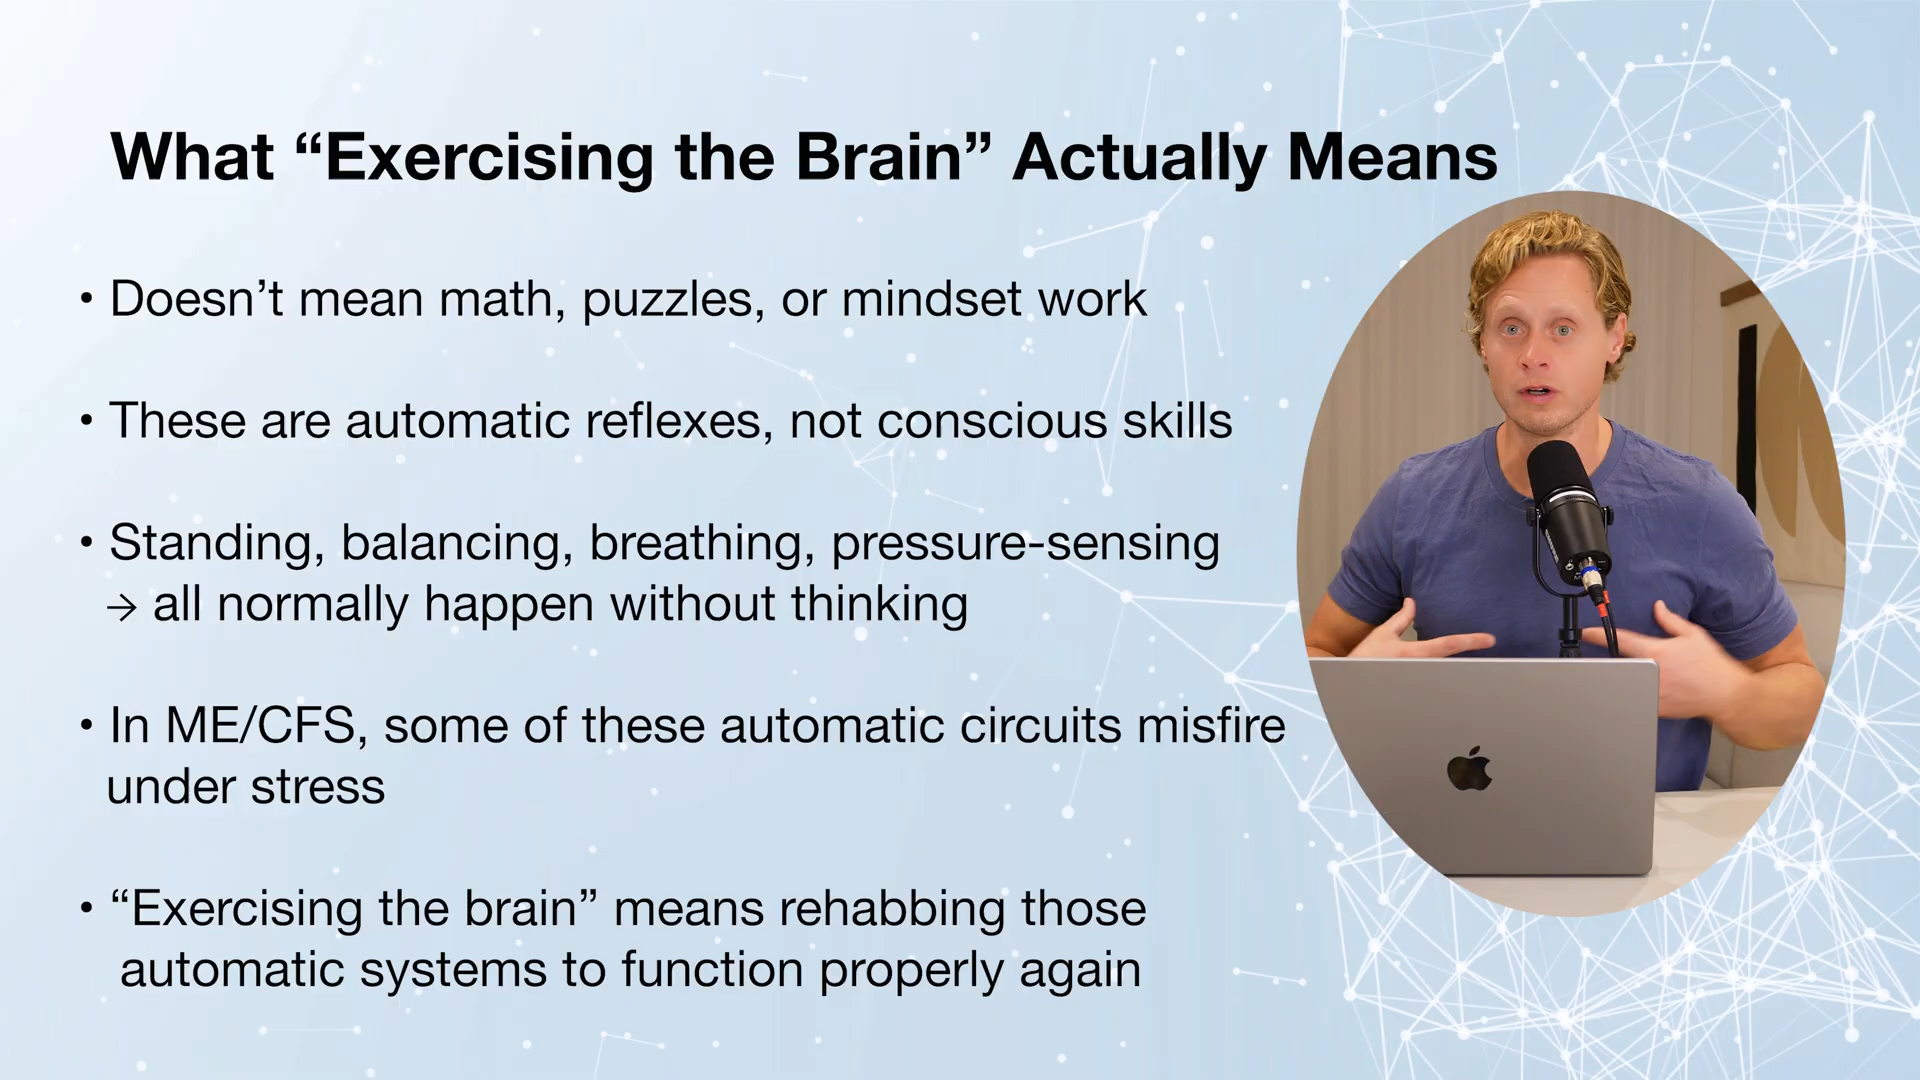 What “Exercising the Brain” Actually Means
• Doesn’t mean math, puzzles, or mindset work
• These are automatic reflexes, not conscious skills
• Standing, balancing, breathing, pressure-sensing
→ all normally happen without thinking
• In ME/CFS, some of these automatic circuits misfire
under stress
• “Exercising the brain” means rehabbing those
automatic systems to function properly again